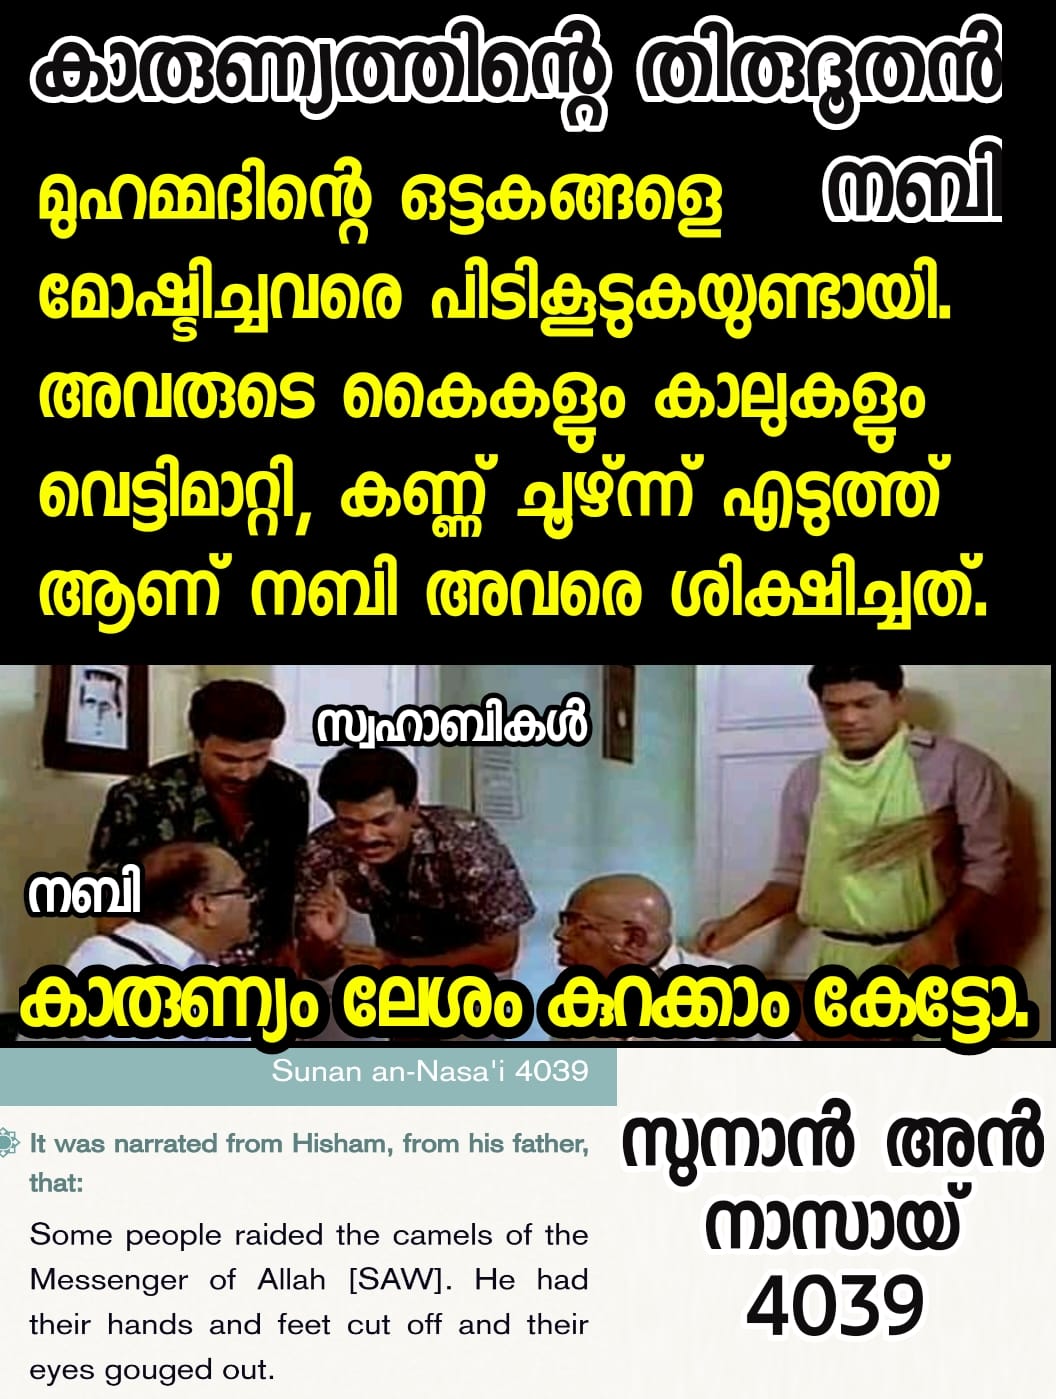 കാരുണ്യത്തിന്റെ തിരുദൂതൻ
നബി
മുഹമ്മദിന്റെ ഒട്ടകങ്ങളെ
മോഷ്ടിച്ചവരെ പിടികൂടുകയുണ്ടായി.
അവരുടെ കൈകളും കാലുകളും
വെട്ടിമാറ്റി, കണ്ണ് ചൂഴ്ന്ന് എടുത്ത്
ആണ് നബി അവരെ ശിക്ഷിച്ചത്.
സ്വഹാബികൾ
നബി
കാരുണ്യം ലേശം കുറക്കാം കേട്ടോ.
Sunan an-Nasa'i 4039
It was narrated from Hisham, from his father,
that:
Some people raided the camels of the
Messenger of Allah [SAW]. He had
their hands and feet cut off and their
eyes gouged out.
സുനാൻ അൻ
നാസായ്
4039